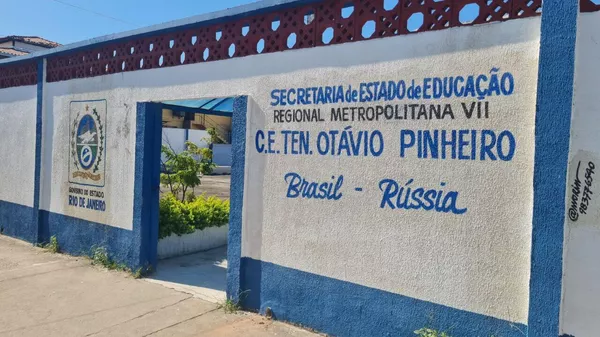 SECRETARIA de ESTADO de EDUCAÇÃO
REGIONAL METROPOLITANA VII
C.E. TEN. OTÁVIO PINHEIRO
Brasil - Rússia
GOVERNO DO ESTADO
RIO DE JANEIRO